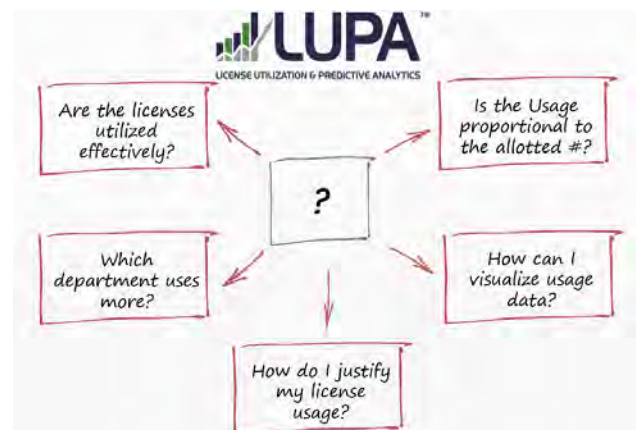 LUPA™
LICENSE UTILIZATION & PREDICTIVE ANALYTICS
Are the licenses
utilized
effectively?
Is the Usage
proportional to
the allotted #?
?
Which
department uses
more?
How can I
visualize usage
data?
How do I justify
my license
usage?